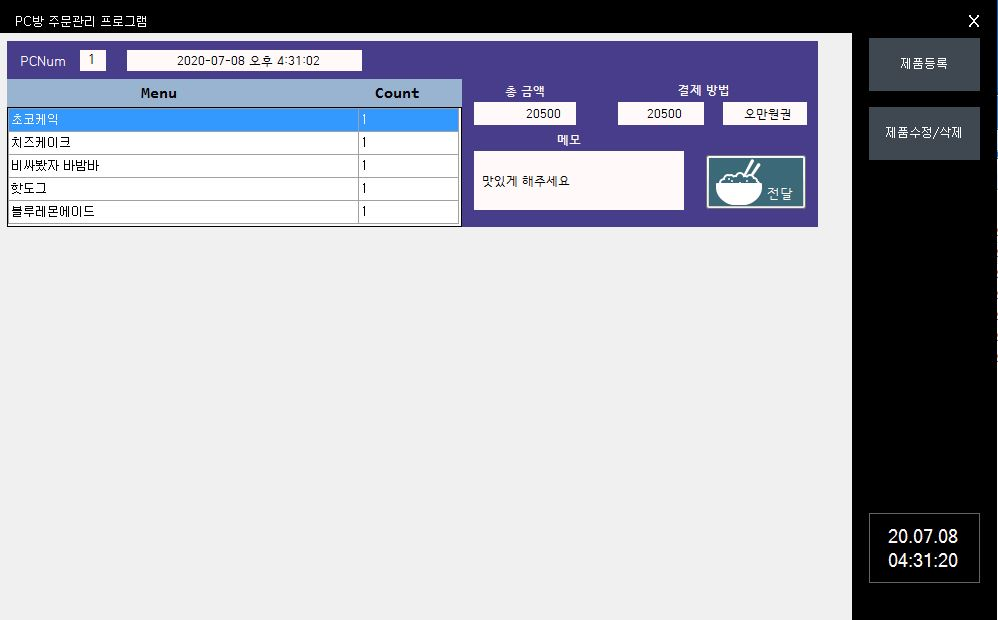 PC방 주문관리 프로그램
X
PCNum 1 2020-07-08 오후 4:31:02
제품등록
Menu Count
초코케익 1
치즈케이크 1
비싸봤자 바밤바 1
핫도그 1
블루레몬에이드 1
총 금액 결제 방법
20500 20500 오만원권
메모
맛있게 해주세요
전달
제품수정/삭제
20.07.08
04:31:20